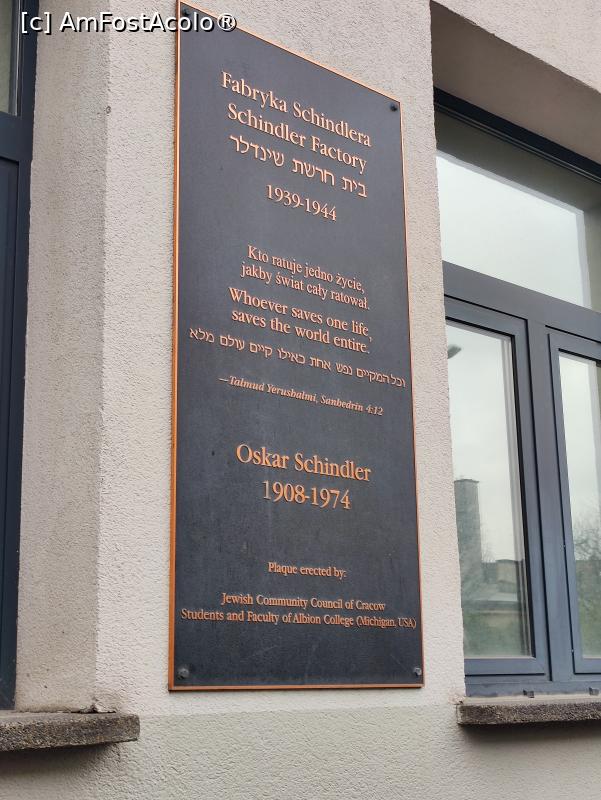 [c] AmFostAcolo®
Fabryka Schindlera
Schindler Factory
בית חרשת שינדלר
1939-1944
Kto ratuje jedno życie,
jakby świat cały ratował.
Whoever saves one life,
saves the world entire.
וכל המקיים נפש אחת כאילו קיים עולם מלא
—Talmud Yerushalmi, Sanhedrin 4:12
Oskar Schindler
1908-1974
Plaque erected by:
Jewish Community Council of Cracow
Students and Faculty of Albion College (Michigan, USA)